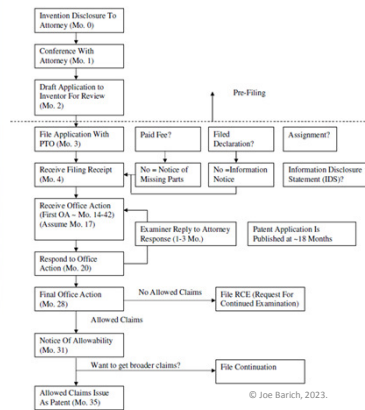 Invention Disclosure To
Attorney (Mo. 0)
Conference With
Attorney (Mo. 1)
Draft Application to
Inventor For Review
(Mo. 2)
Pre-Filing
File Application With
PTO (Mo. 3)
Paid Fee?
Filed
Declaration?
Assignment?
Receive Filing Receipt
(Mo. 4)
No = Notice of
Missing Parts
No =Information
Notice
Information Disclosure
Statement (IDS)?
Receive Office Action
(First OA ~ Mo. 14-42)
(Assume Mo. 17)
Examiner Reply to Attorney
Response (1-3 Mo.)
Patent Application Is
Published at ~18 Months
Respond to Office
Action (Mo. 20)
Final Office Action
(Mo. 28)
No Allowed Claims
File RCE (Request For
Continued Examination)
Allowed Claims
Notice Of Allowability
(Mo. 31)
Want to get broader claims?
File Continuation
Allowed Claims Issue
As Patent (Mo. 35)
© Joe Barich, 2023.